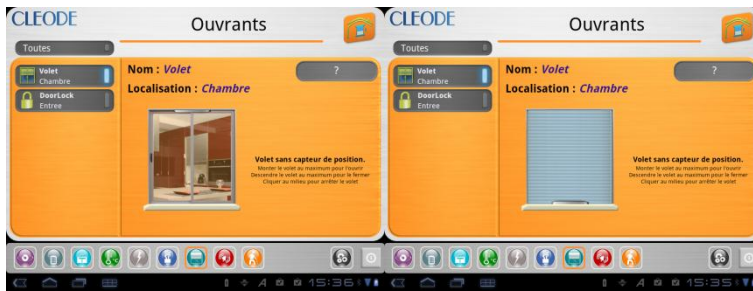 CLEODE
Ouvrants
Toutes
Volet
Chambre
DoorLock
Entree
Nom : Volet
?
Localisation : Chambre
Volet sans capteur de position.
Monter le volet au maximum pour l'ouvrir
Descendre le volet au maximum pour le fermer
Cliquer au milieu pour arrêter le volet
15:36
CLEODE
Ouvrants
Toutes
Volet
Chambre
DoorLock
Entree
Nom : Volet
?
Localisation : Chambre
Volet sans capteur de position.
Monter le volet au maximum pour l'ouvrir
Descendre le volet au maximum pour le fermer
Cliquer au milieu pour arrêter le volet
15:35